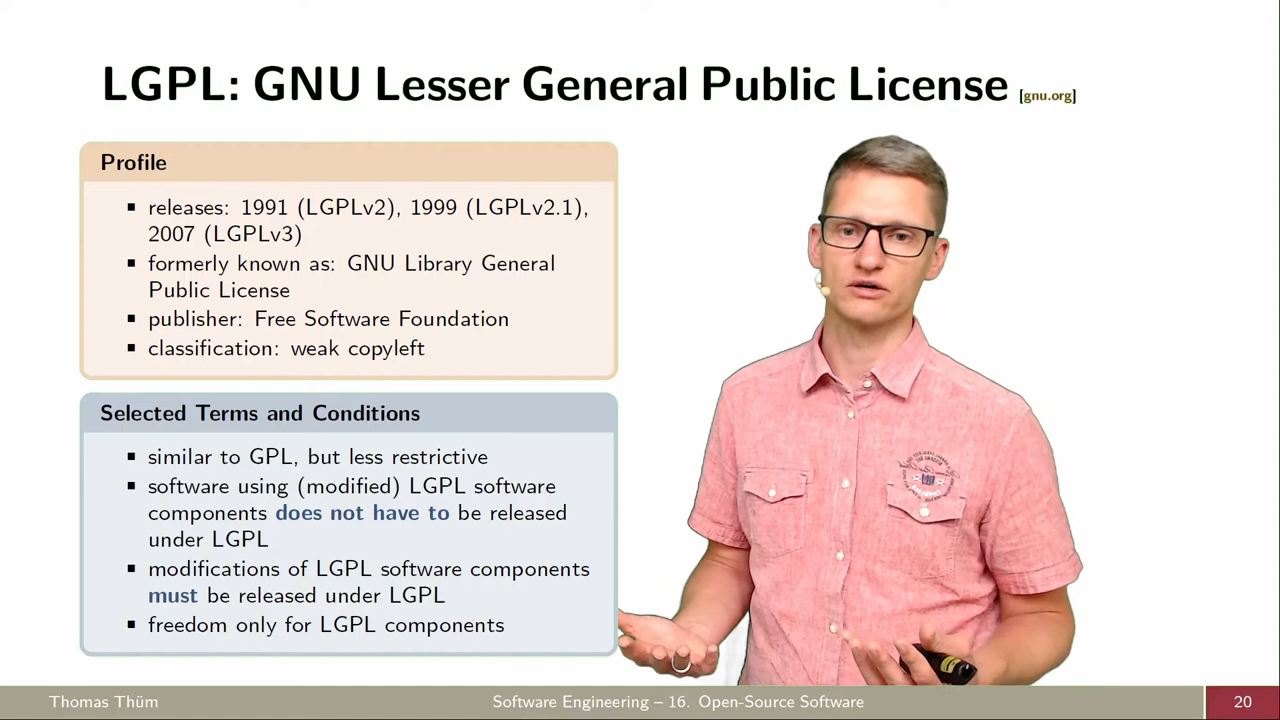 LGPL: GNU Lesser General Public License [gnu.org]
Profile
▪ releases: 1991 (LGPLv2), 1999 (LGPLv2.1),
2007 (LGPLv3)
▪ formerly known as: GNU Library General
Public License
▪ publisher: Free Software Foundation
▪ classification: weak copyleft
Selected Terms and Conditions
▪ similar to GPL, but less restrictive
▪ software using (modified) LGPL software
components does not have to be released
under LGPL
▪ modifications of LGPL software components
must be released under LGPL
▪ freedom only for LGPL components
Thomas Thüm
Software Engineering – 16. Open-Source Software
20